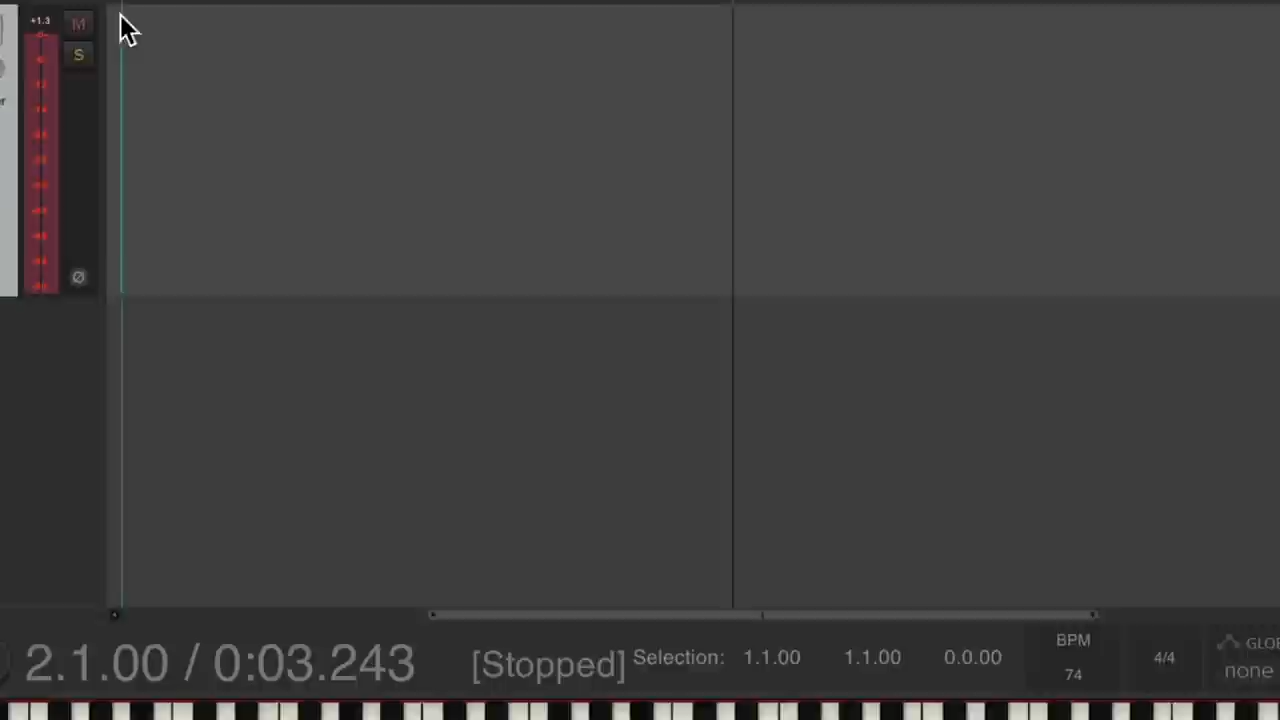 +1.3
M
S
Ø
2.1.00 / 0:03.243 [Stopped] Selection: 1.1.00 1.1.00 0.0.00
BPM
74
4/4
GLOB
none